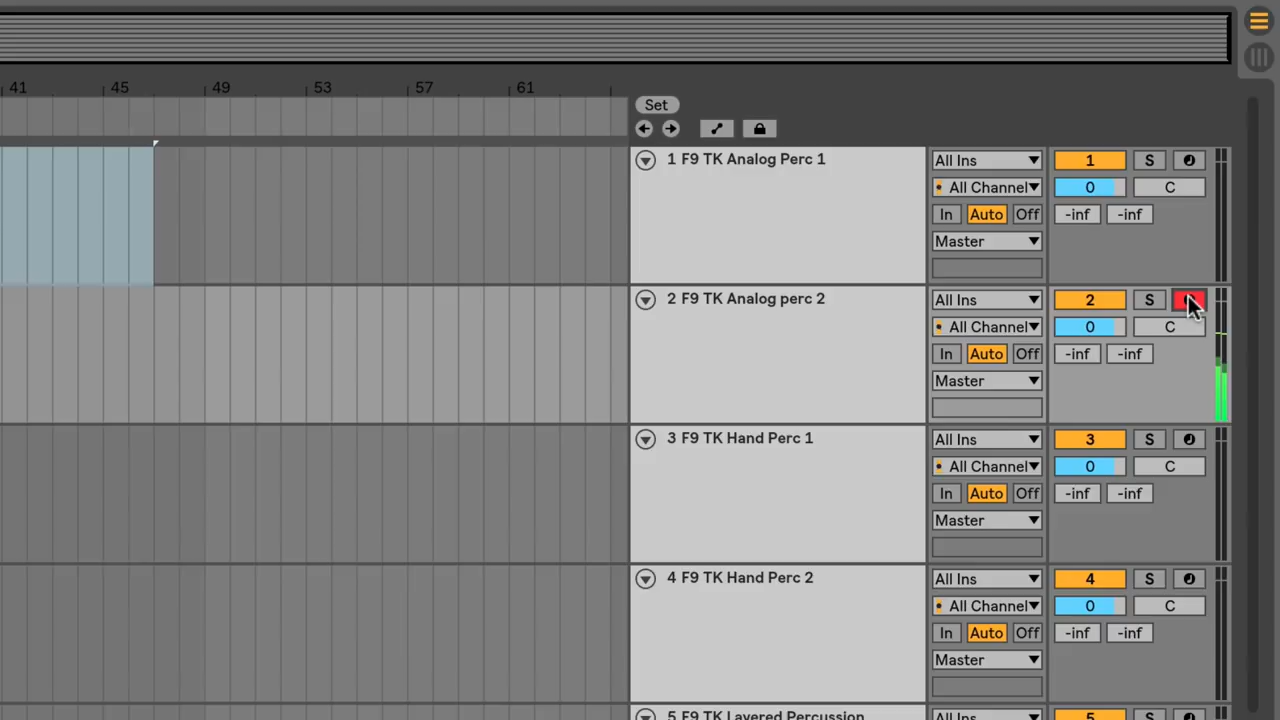 41 45 49 53 57 61
Set
1 F9 TK Analog Perc 1
All Ins 1 S
All Channel 0 C
In Auto Off -inf -inf
Master
2 F9 TK Analog perc 2
All Ins 2 S
All Channel 0 C
In Auto Off -inf -inf
Master
3 F9 TK Hand Perc 1
All Ins 3 S
All Channel 0 C
In Auto Off -inf -inf
Master
4 F9 TK Hand Perc 2
All Ins 4 S
All Channel 0 C
In Auto Off -inf -inf
Master
5 F9 TK Layered Percussion
All Ins 5 S